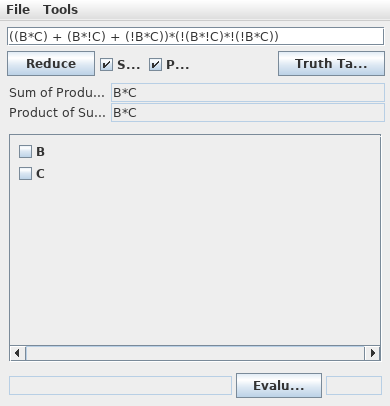 File Tools
((B*C) + (B*!C) + (!B*C))*(!(B*!C)*!(!B*C))
Reduce S... P... Truth Ta...
Sum of Produ... B*C
Product of Su... B*C
B
C
Evalu...